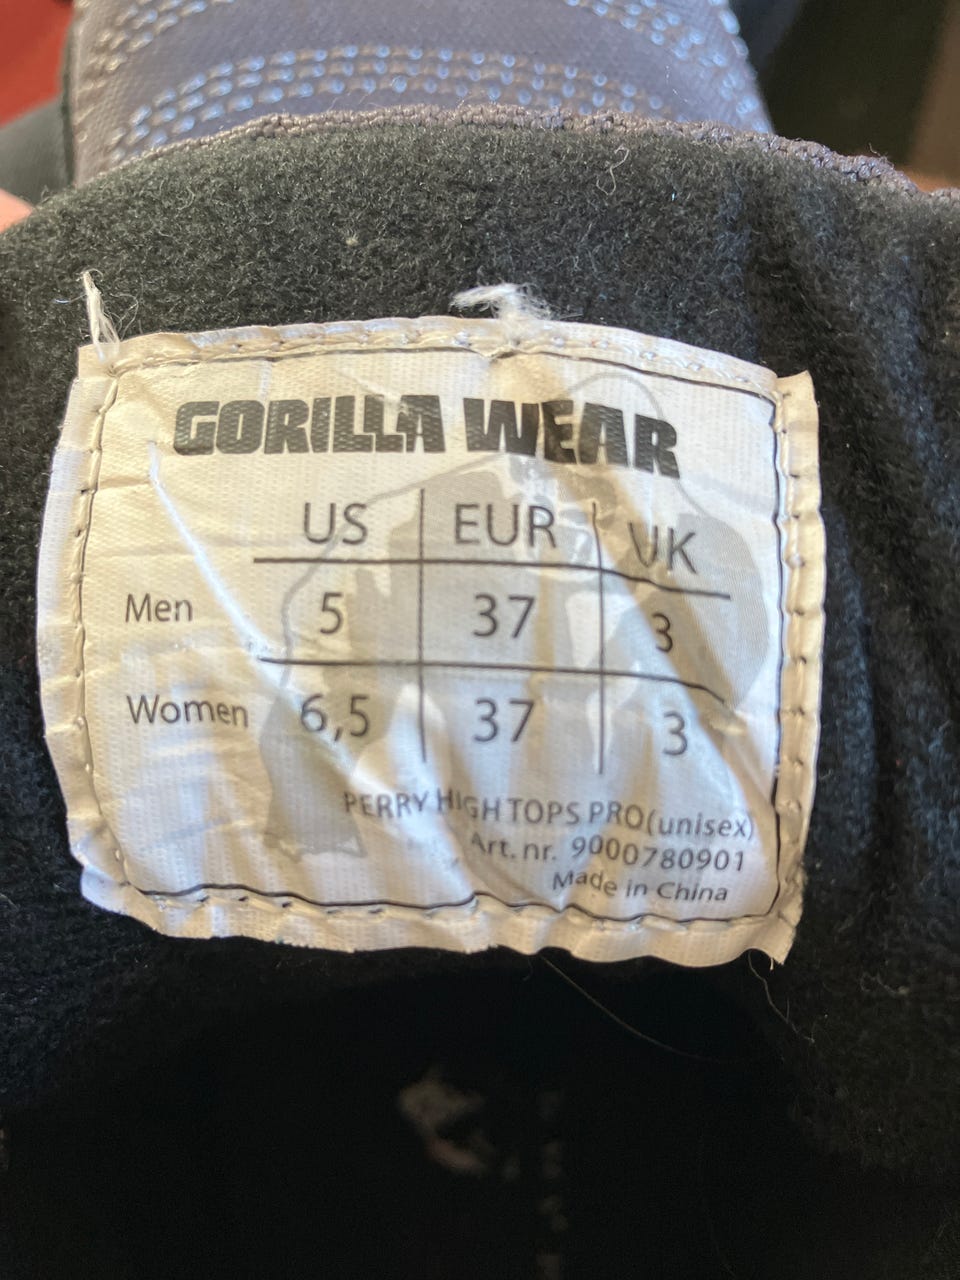 GORILLA WEAR
US EUR UK
Men 5 37 3
Women 6,5 37 3
PERRY HIGH TOPS PRO(unisex)
Art. nr. 9000780901
Made in China